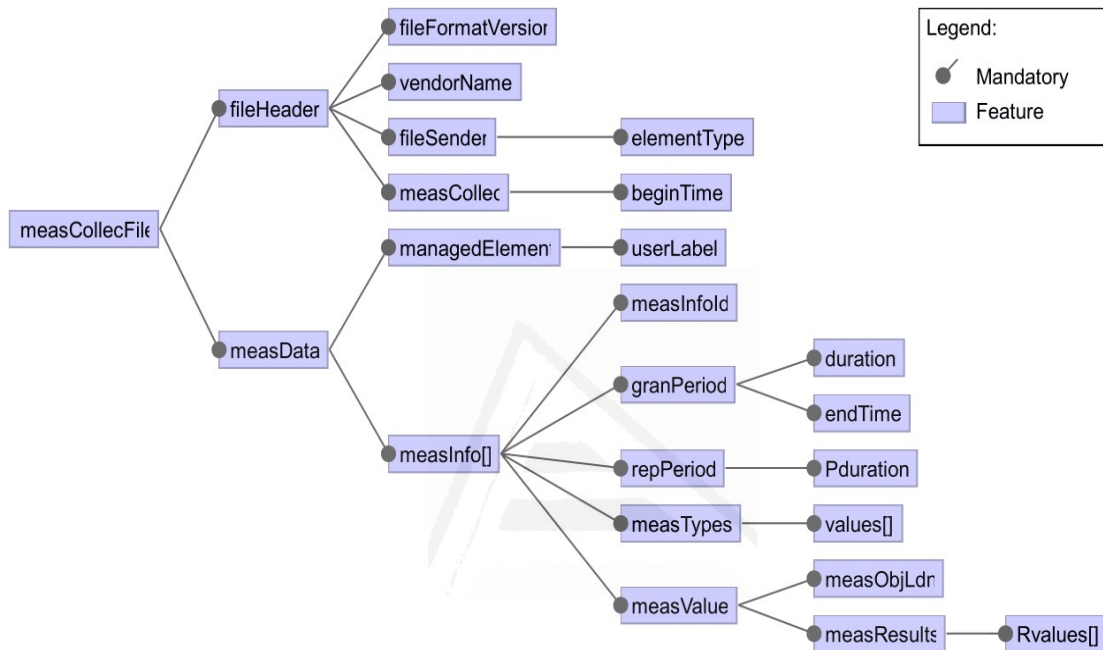 fileFormatVersion
Legend:
vendorName
Mandatory
fileHeader
Feature
fileSender
elementType
measCollec
beginTime
measCollecFile
managedElement
userLabel
measInfoId
measData
duration
granPeriod
endTime
measInfo[]
repPeriod
Pduration
measTypes
values[]
measObjLdn
measValue
measResults
Rvalues[]